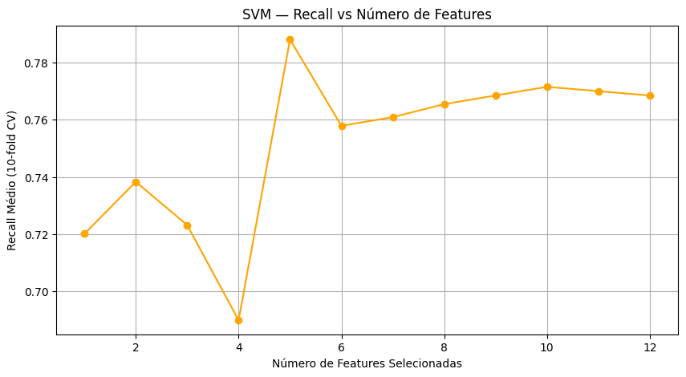 SVM — Recall vs Número de Features
0.78
0.76
0.74
0.72
0.70
Recall Médio (10-fold CV)
2 4 6 8 10 12
Número de Features Selecionadas